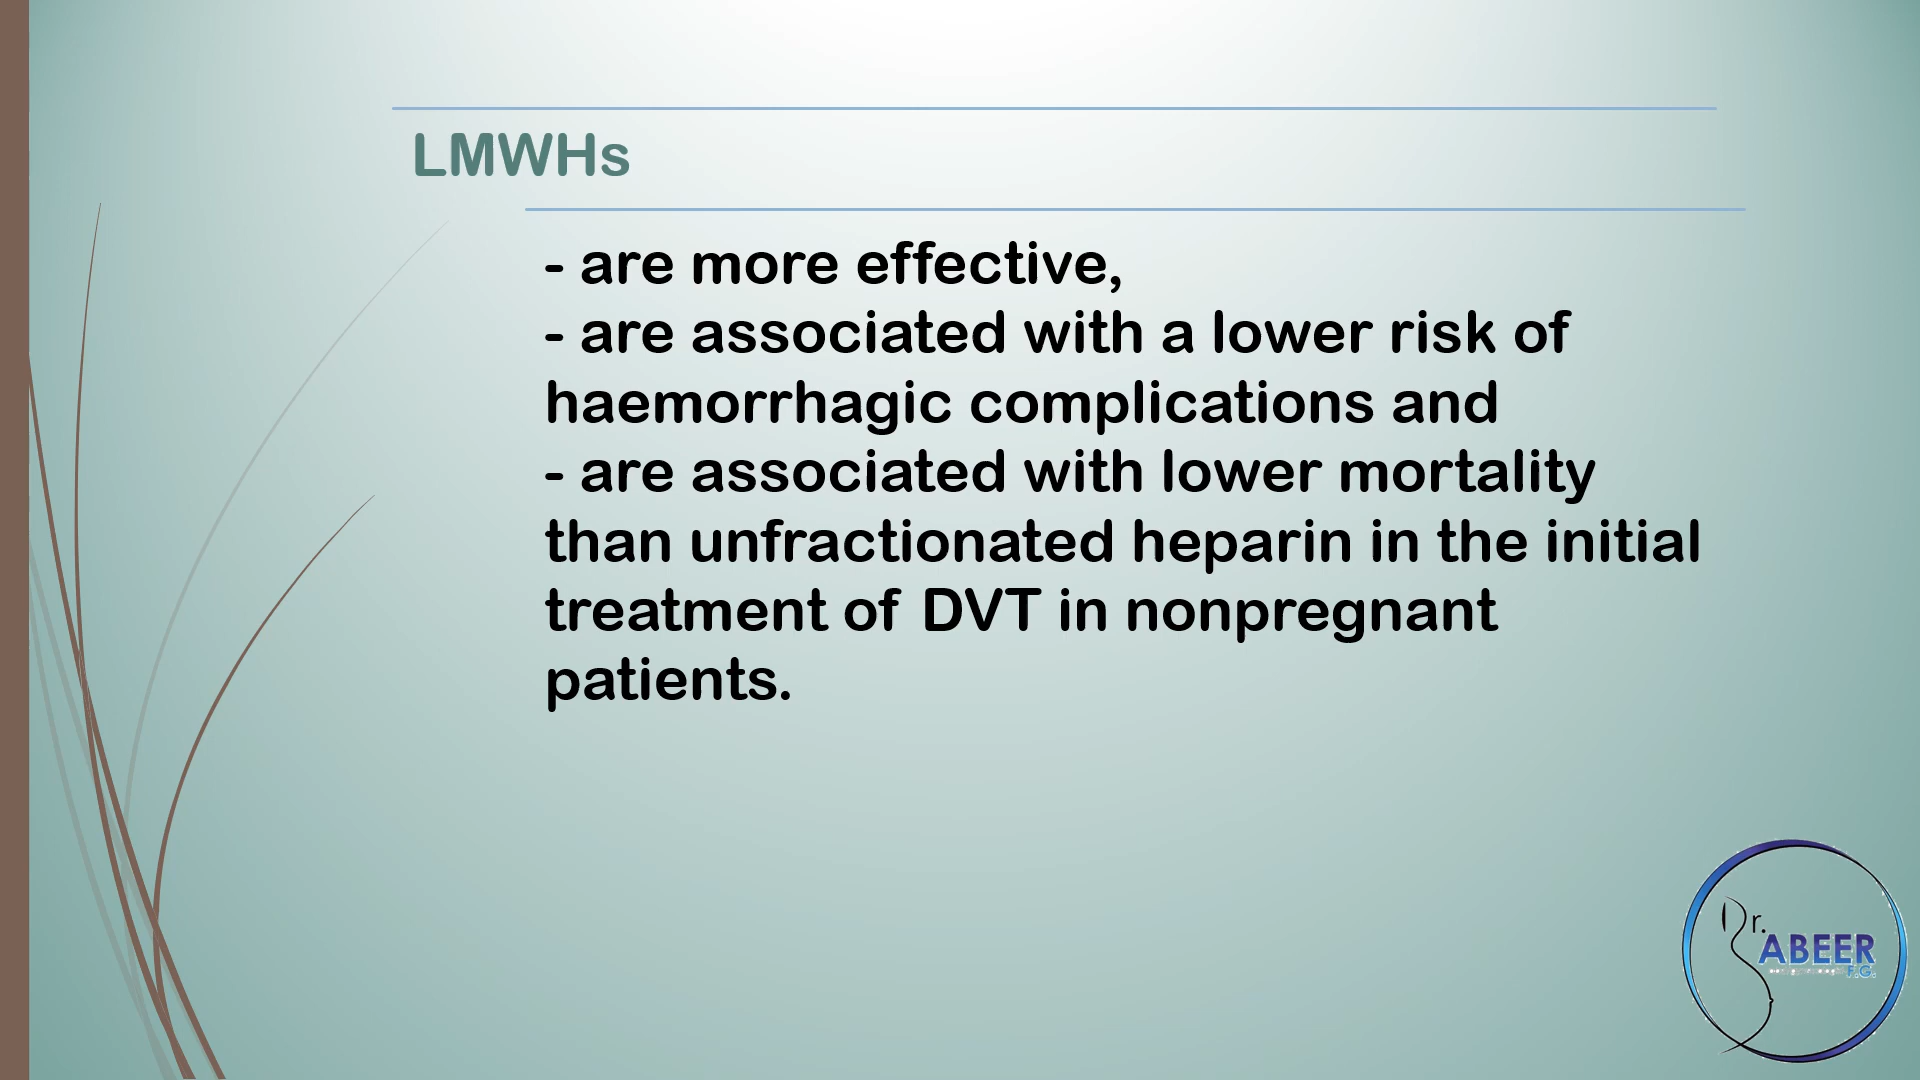 LMWHs
- are more effective,
- are associated with a lower risk of
haemorrhagic complications and
- are associated with lower mortality
than unfractionated heparin in the initial
treatment of DVT in nonpregnant
patients.
Dr.
ABEER
F.G.